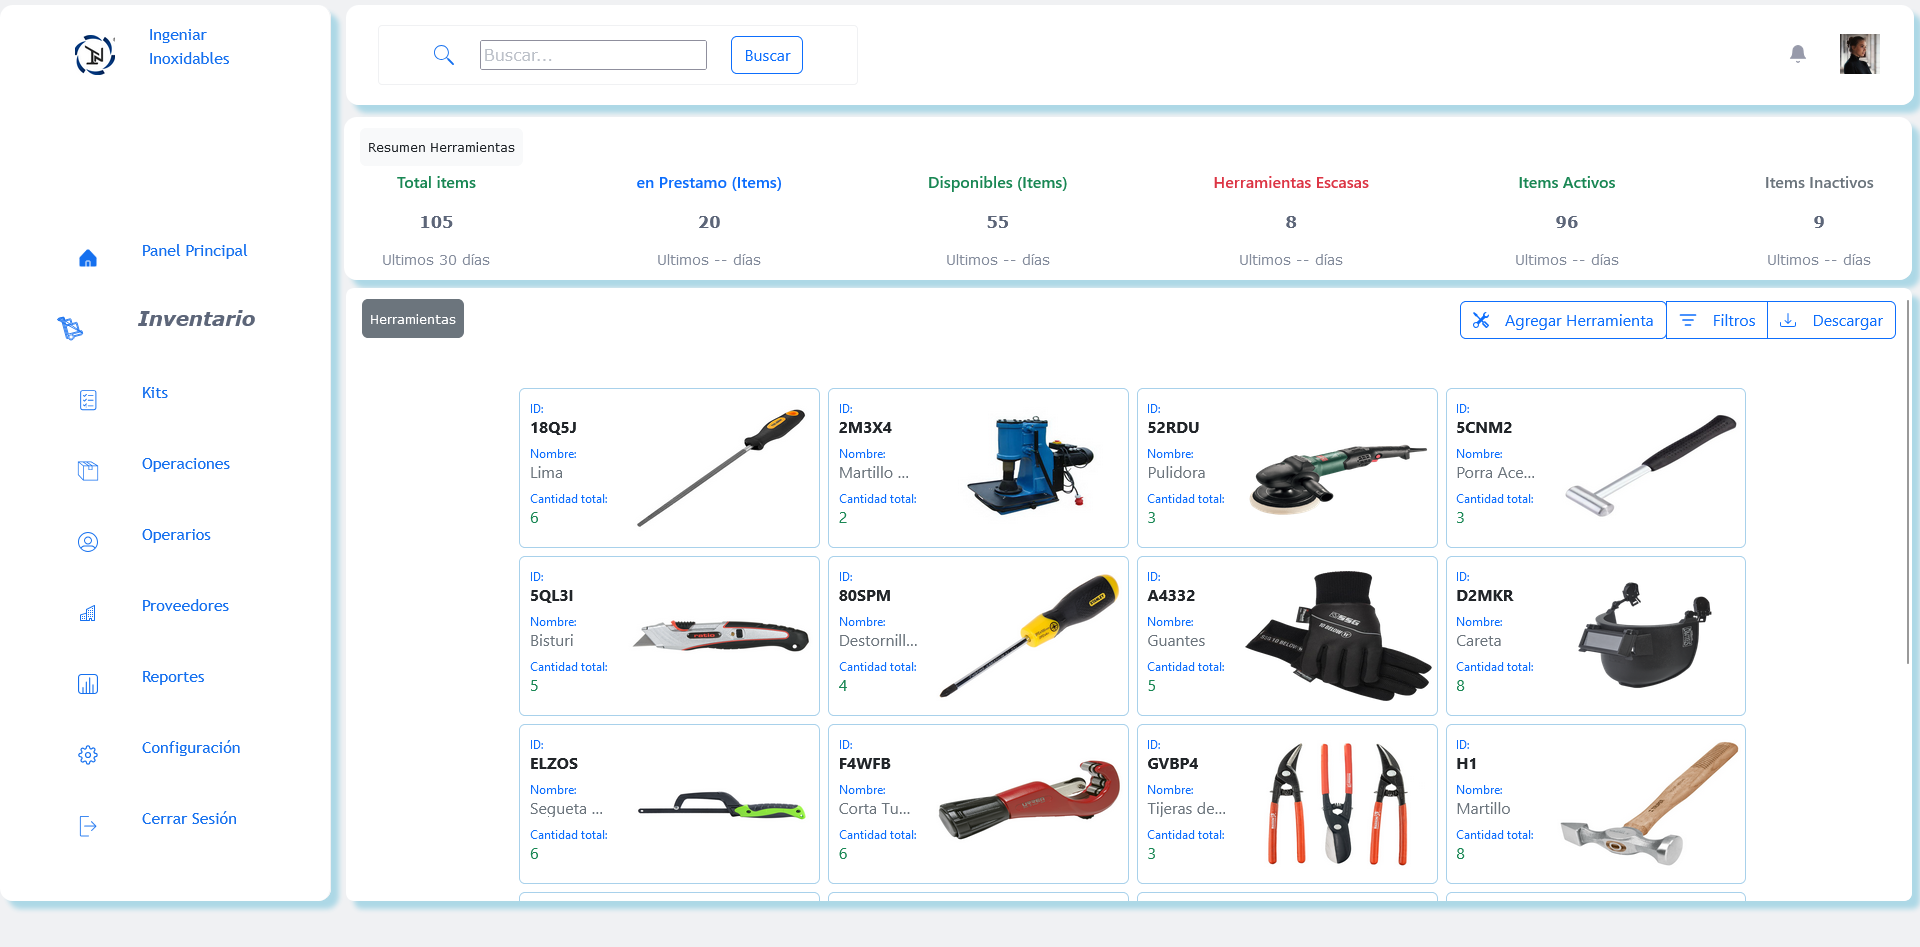 Ingeniar
Inoxidables
Panel Principal
Inventario
Kits
Operaciones
Operarios
Proveedores
Reportes
Configuración
Cerrar Sesión
Buscar...
Buscar
Resumen Herramientas
Total items
105
Ultimos 30 días
en Prestamo (Items)
20
Ultimos -- días
Disponibles (Items)
55
Ultimos -- días
Herramientas Escasas
8
Ultimos -- días
Items Activos
96
Ultimos -- días
Items Inactivos
9
Ultimos -- días
Herramientas
Agregar Herramienta
Filtros
Descargar
ID:
18Q5J
Nombre:
Lima
Cantidad total:
6
ID:
2M3X4
Nombre:
Martillo ...
Cantidad total:
2
ID:
52RDU
Nombre:
Pulidora
Cantidad total:
3
ID:
5CNM2
Nombre:
Porra Ace...
Cantidad total:
3
ID:
5QL3I
Nombre:
Bisturi
Cantidad total:
5
ID:
80SPM
Nombre:
Destornill...
Cantidad total:
4
STANLEY
ID:
A4332
Nombre:
Guantes
Cantidad total:
5
SSG
10 BELOW
ID:
D2MKR
Nombre:
Careta
Cantidad total:
8
ID:
ELZOS
Nombre:
Segueta ...
Cantidad total:
6
ID:
F4WFB
Nombre:
Corta Tu...
Cantidad total:
6
ID:
GVBP4
Nombre:
Tijeras de...
Cantidad total:
3
ID:
H1
Nombre:
Martillo
Cantidad total:
8